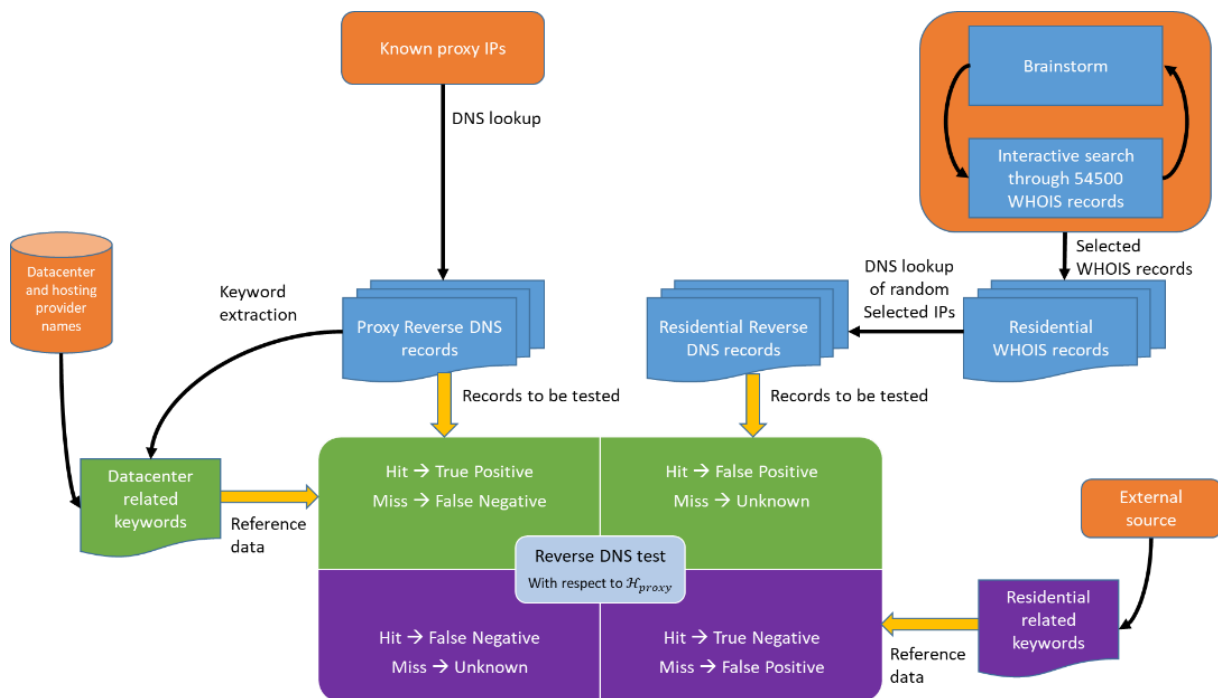 Known proxy IPs
Brainstorm
DNS lookup
Interactive search
through 54500
WHOIS records
Selected
WHOIS records
Datacenter
and hosting
provider
names
Keyword
extraction
DNS lookup
of random
Selected IPs
Proxy Reverse DNS
records
Residential Reverse
DNS records
Residential
WHOIS records
Records to be tested
Records to be tested
Datacenter
related
keywords
Reference
data
Hit → True Positive
Miss → False Negative
Hit → False Positive
Miss → Unknown
External
source
Reverse DNS test
With respect to ℋproxy
Hit → False Negative
Miss → Unknown
Hit → True Negative
Miss → False Positive
Reference
data
Residential
related
keywords